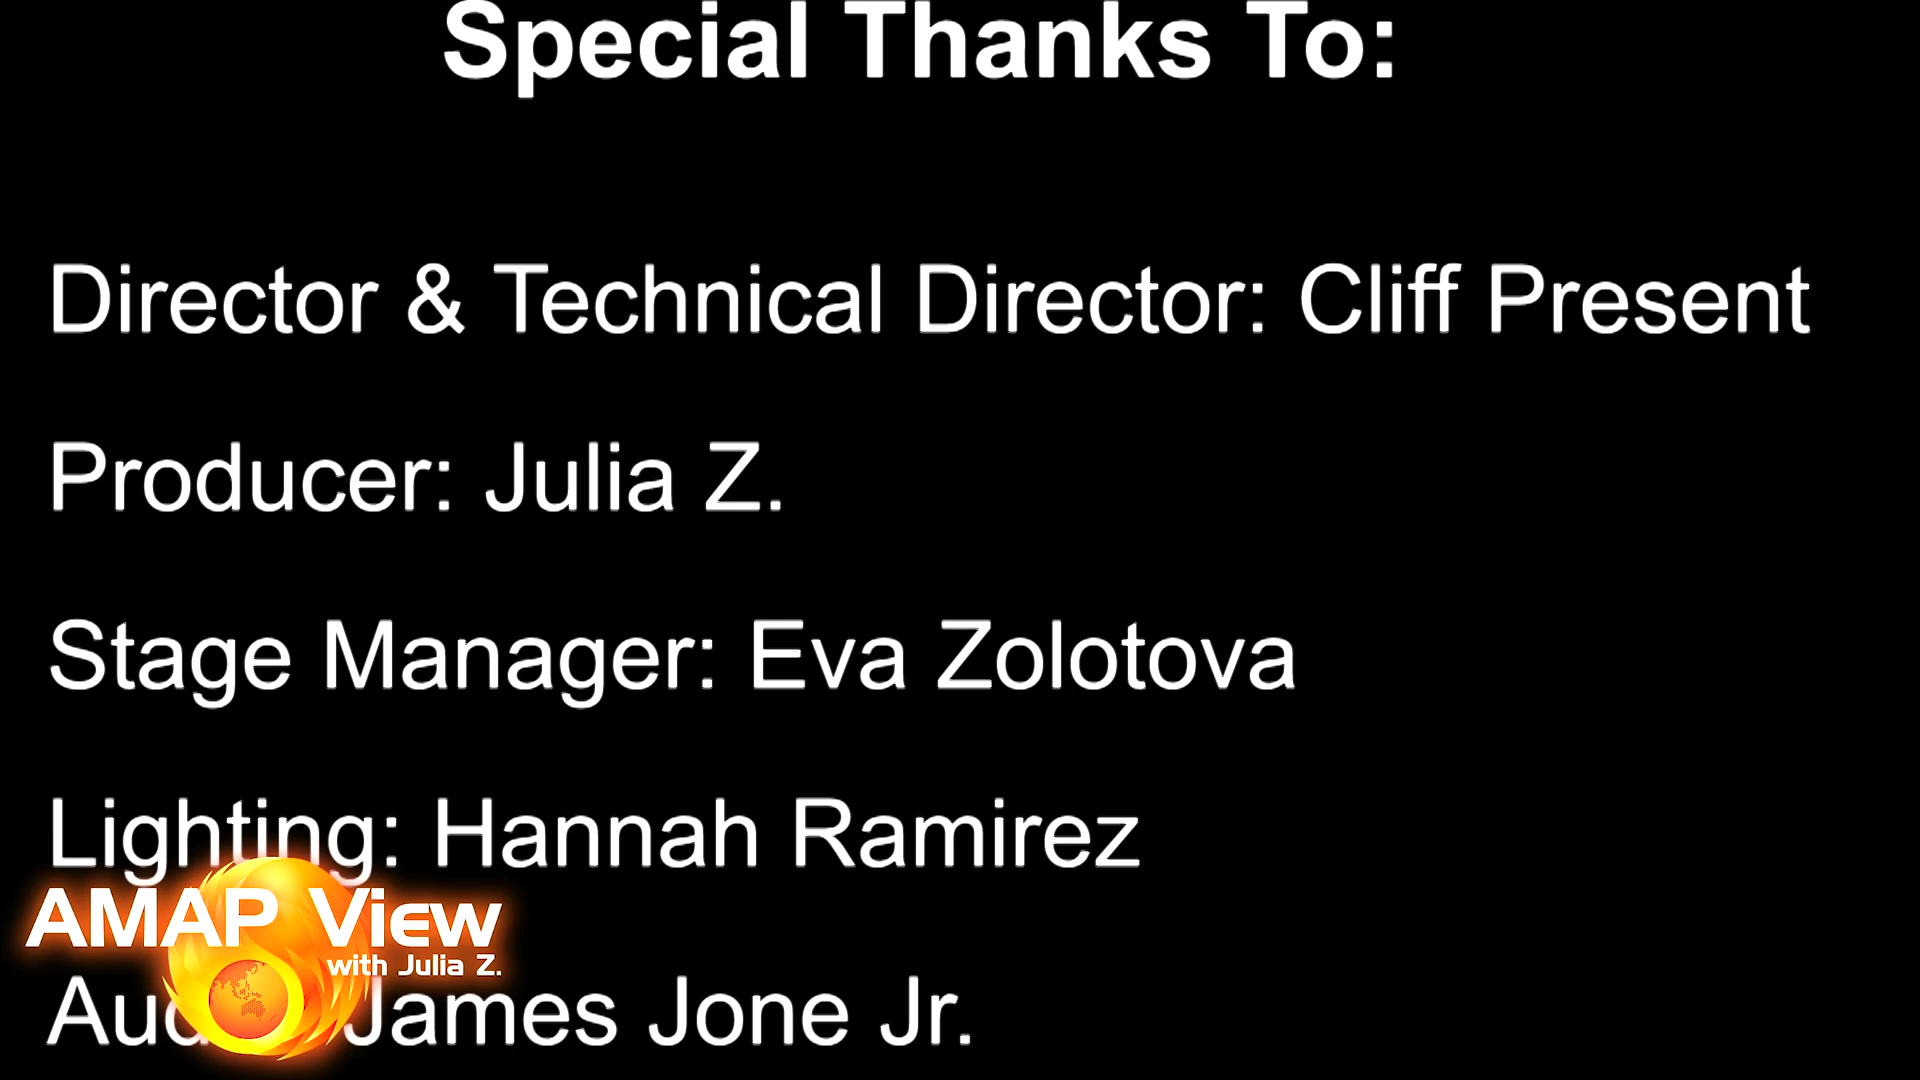 Special Thanks To:
Director & Technical Director: Cliff Present
Producer: Julia Z.
Stage Manager: Eva Zolotova
Lighting: Hannah Ramirez
AMAP View
with Julia Z.
James Jone Jr.